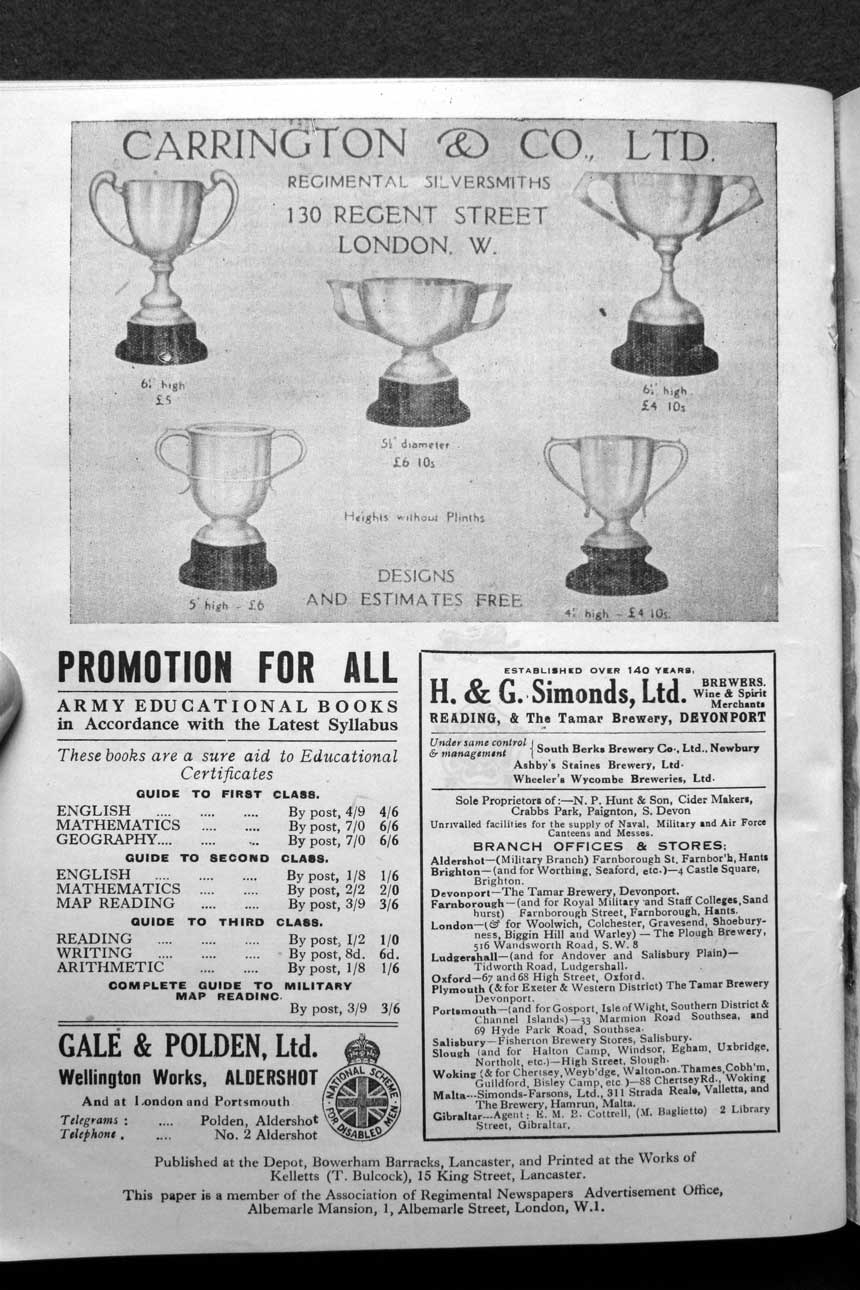 CARRINGTON & CO., LTD.
REGIMENTAL SILVERSMITHS
130 REGENT STREET
LONDON. W.
high
£5
diameter
£6 10s
high
£4 10s
Heights without Plinths
5" high - £6
high - £4 10s.
DESIGNS
AND ESTIMATES FREE
PROMOTION FOR ALL
ARMY EDUCATIONAL BOOKS
in Accordance with the Latest Syllabus
These books are a sure aid to Educational
Certificates
GUIDE TO FIRST CLASS.
ENGLISH .... .... .... By post, 4/9 4/6
MATHEMATICS .... .... By post, 7/0 6/6
GEOGRAPHY.... .... .... By post, 7/0 6/6
GUIDE TO SECOND CLASS.
ENGLISH .... .... .... By post, 1/8 1/6
MATHEMATICS .... .... By post, 2/2 2/0
MAP READING .... .... By post, 3/9 3/6
GUIDE TO THIRD CLASS.
READING .... .... .... By post, 1/2 1/0
WRITING .... .... .... By post, 8d. 6d.
ARITHMETIC .... .... By post, 1/8 1/6
COMPLETE GUIDE TO MILITARY
MAP READING.
By post, 3/9 3/6
GALE & POLDEN, Ltd.
Wellington Works, ALDERSHOT
And at London and Portsmouth
Telegrams : .... Polden, Aldershot
Telephone . .... No. 2 Aldershot
NATIONAL SCHEME
FOR DISABLED MEN
ESTABLISHED OVER 140 YEARS,
H. & G. Simonds, Ltd. BREWERS.
Wine & Spirit
Merchants
READING, & The Tamar Brewery, DEVONPORT
Under same control
& management { South Berks Brewery Co., Ltd., Newbury
Ashby's Staines Brewery, Ltd.
Wheeler's Wycombe Breweries, Ltd.
Sole Proprietors of:—N. P. Hunt & Son, Cider Makers,
Crabbs Park, Paignton, S. Devon
Unrivalled facilities for the supply of Naval, Military and Air Force
Canteens and Messes.
BRANCH OFFICES & STORES:
Aldershot—(Military Branch) Farnborough St. Farnbor'h, Hants
Brighton—(and for Worthing, Seaford, etc.)—4 Castle Square,
Brighton.
Devonport—The Tamar Brewery, Devonport.
Farnborough—(and for Royal Military and Staff Colleges, Sand
hurst) Farnborough Street, Farnborough, Hants.
London—(& for Woolwich, Colchester, Gravesend, Shoebury-
ness, Biggin Hill and Warley) — The Plough Brewery,
516 Wandsworth Road, S.W. 8
Ludgershall—(and for Andover and Salisbury Plain)—
Tidworth Road, Ludgershall.
Oxford—67 and 68 High Street, Oxford.
Plymouth (& for Exeter & Western District) The Tamar Brewery
Devonport.
Portsmouth—(and for Gosport, Isle of Wight, Southern District &
Channel Islands)—33 Marmion Road Southsea, and
69 Hyde Park Road, Southsea.
Salisbury—Fisherton Brewery Stores, Salisbury.
Slough (and for Halton Camp, Windsor, Egham, Uxbridge,
Northolt, etc.)—High Street, Slough.
Woking (& for Chertsey, Weyb'dge, Walton-on-Thames, Cobh'm,
Guildford, Bisley Camp, etc )—88 Chertsey Rd., Woking
Malta---Simonds-Farsons, Ltd., 311 Strada Reale, Valletta, and
The Brewery, Hamrun, Malta.
Gibraltar---Agent: E. M. B. Cottrell, (M. Baglietto) 2 Library
Street, Gibraltar.
Published at the Depot, Bowerham Barracks, Lancaster, and Printed at the Works of
Kelletts (T. Bulcock), 15 King Street, Lancaster.
This paper is a member of the Association of Regimental Newspapers Advertisement Office,
Albemarle Mansion, 1, Albemarle Street, London, W.1.